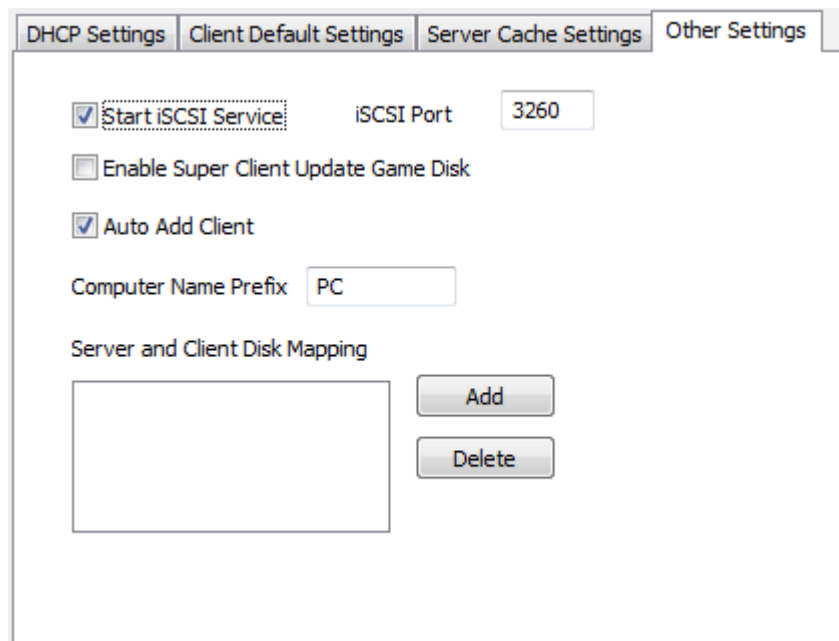 DHCP Settings Client Default Settings Server Cache Settings Other Settings
Start iSCSI Service iSCSI Port 3260
Enable Super Client Update Game Disk
Auto Add Client
Computer Name Prefix PC
Server and Client Disk Mapping
Add
Delete